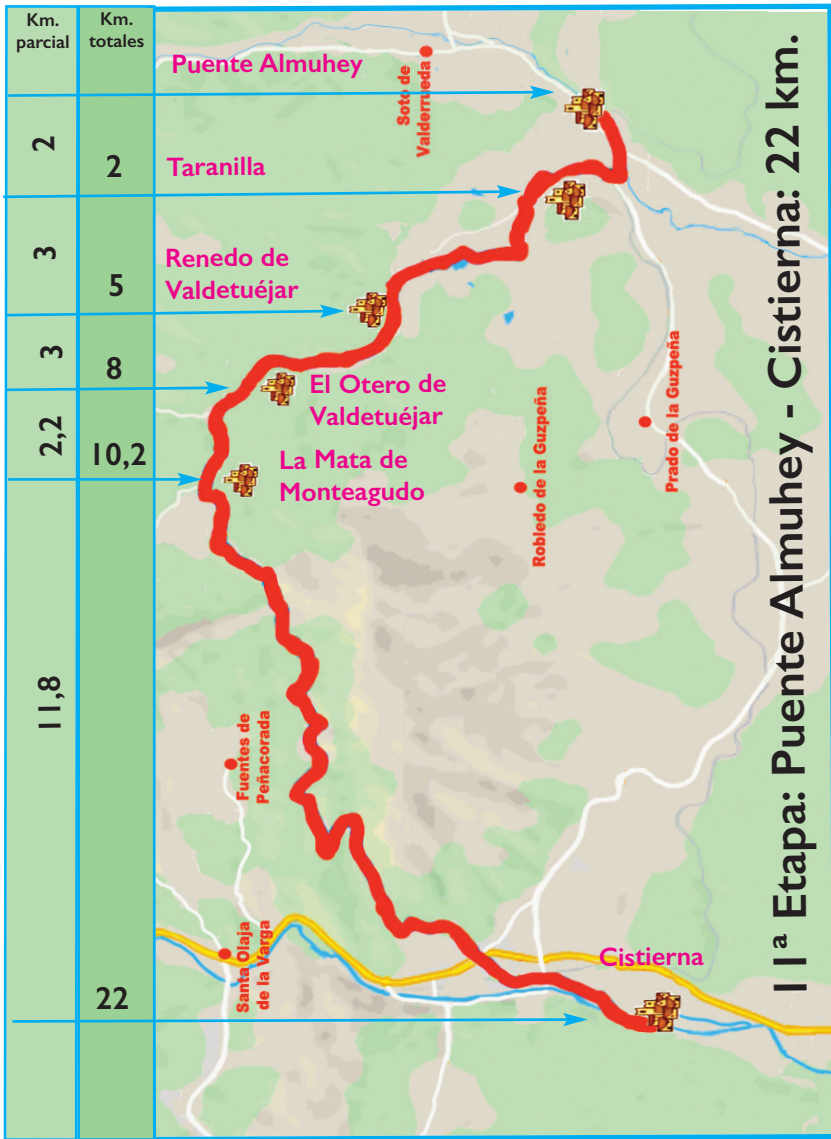 Km.
parcial
Km.
totales
Puente Almuhey
Soto de
Valderrueda
2
2
Taranilla
3
5
Renedo de
Valdetuéjar
3
8
El Otero de
Valdetuéjar
2,2
10,2
La Mata de
Monteagudo
Robledo de la Guzpeña
Prado de la Guzpeña
11,8
Fuentes de
Peñacorada
Santa Olaja
de la Varga
22
Cistierna
11ª Etapa: Puente Almuhey - Cistierna: 22 km.